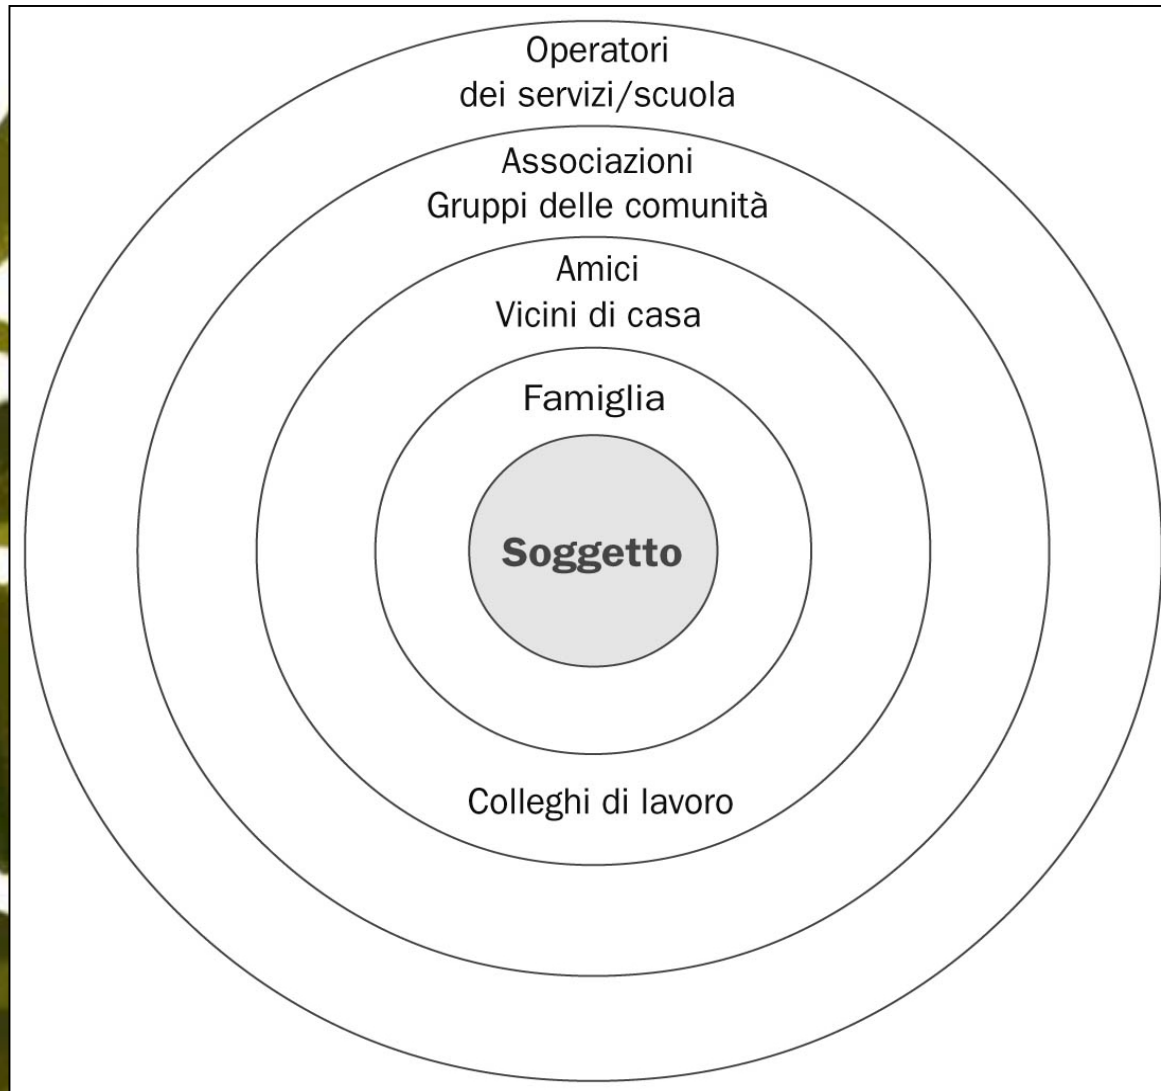 Operatori
dei servizi/scuola
Associazioni
Gruppi delle comunità
Amici
Vicini di casa
Famiglia
Soggetto
Colleghi di lavoro